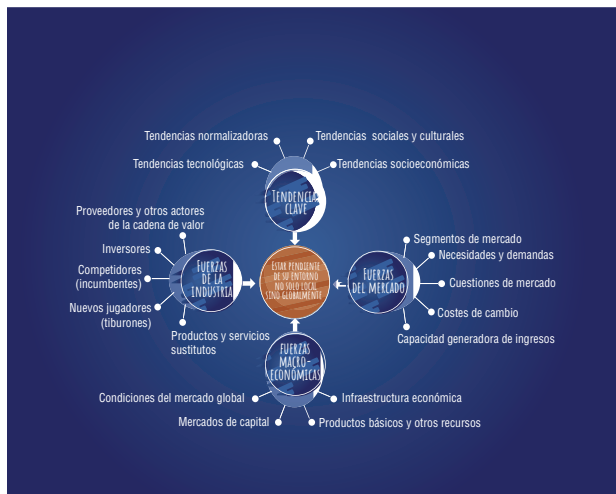 Tendencias normalizadoras
Tendencias sociales y culturales
Tendencias tecnológicas
Tendencias socioeconómicas
TENDENCIAS
CLAVE
Proveedores y otros actores
de la cadena de valor
Inversores
Competidores
(incumbentes)
Nuevos jugadores
(tiburones)
Productos y servicios
sustitutos
FUERZAS
DE LA
INDUSTRIA
ESTAR PENDIENTE
DE SU ENTORNO
NO SOLO LOCAL
SINO GLOBALMENTE
FUERZAS
DEL MERCADO
Segmentos de mercado
Necesidades y demandas
Cuestiones de mercado
Costes de cambio
Capacidad generadora de ingresos
FUERZAS
MACRO-
ECONÓMICAS
Condiciones del mercado global
Infraestructura económica
Mercados de capital
Productos básicos y otros recursos